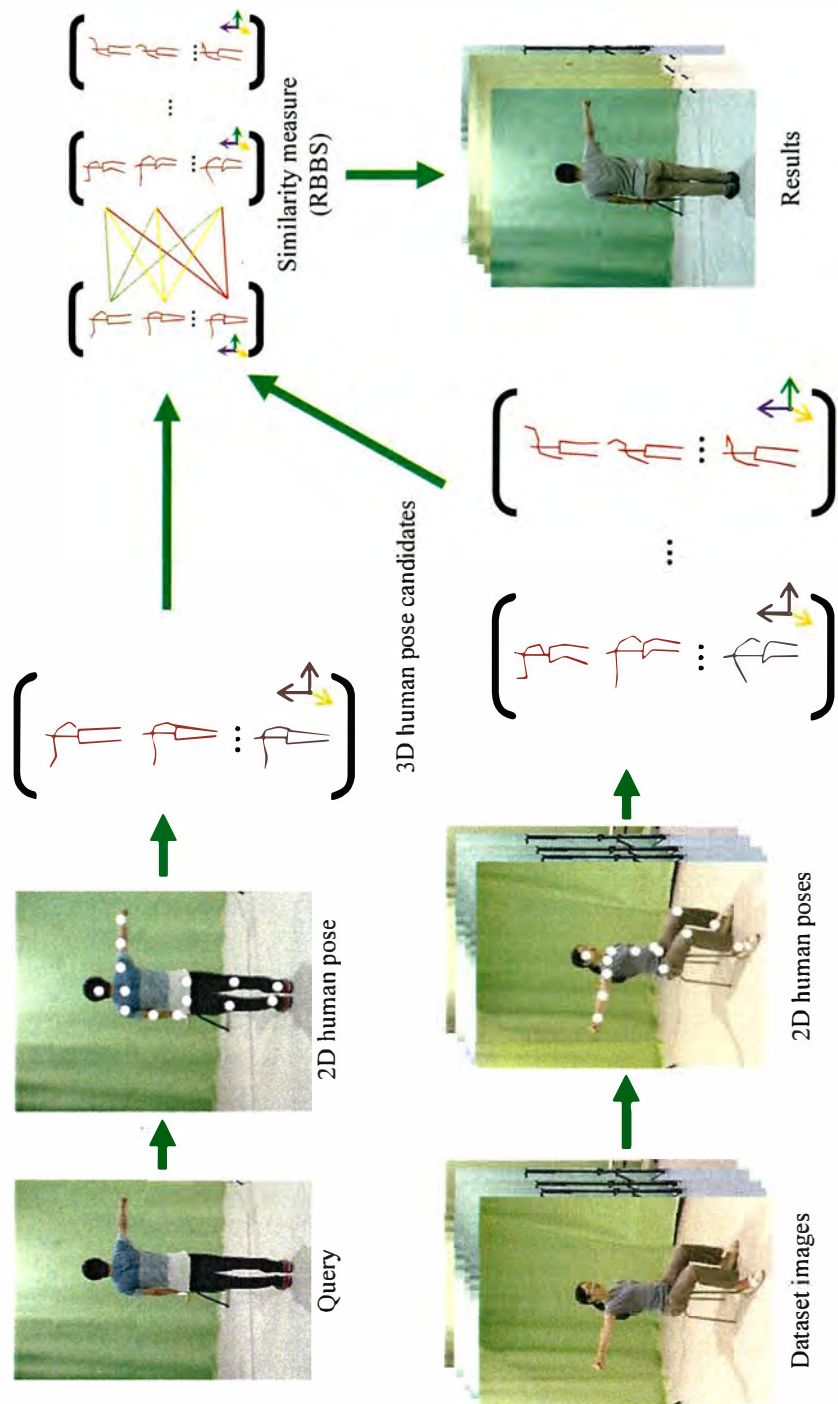 Query
2D human pose
3D human pose candidates
Similarity measure
(RBBS)
Dataset images
2D human poses
Results